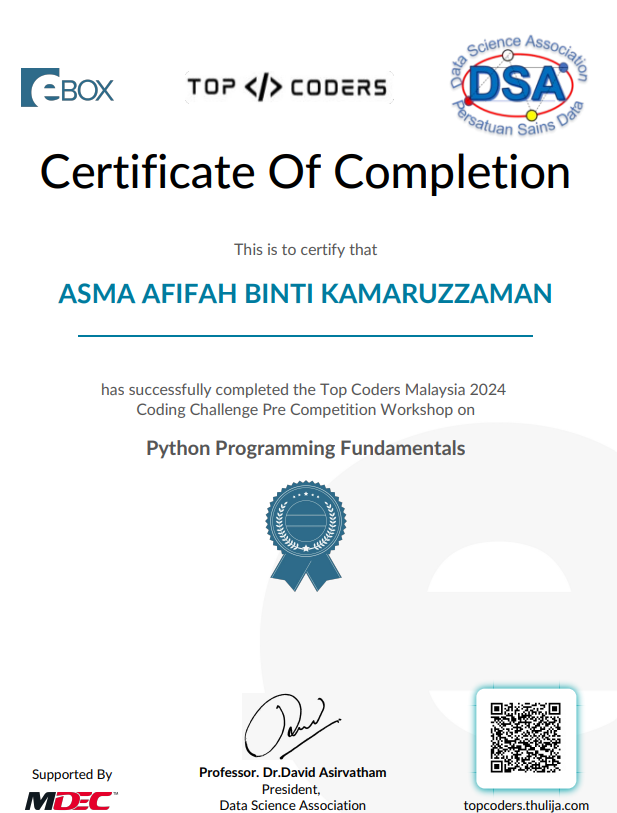 eBOX
TOP </> CODERS
Data Science Association
DSA
Persatuan Sains Data
Certificate Of Completion
This is to certify that
ASMA AFIFAH BINTI KAMARUZZAMAN
has successfully completed the Top Coders Malaysia 2024
Coding Challenge Pre Competition Workshop on
Python Programming Fundamentals
Supported By
MDEC™
Professor. Dr.David Asirvatham
President,
Data Science Association
topcoders.thulija.com